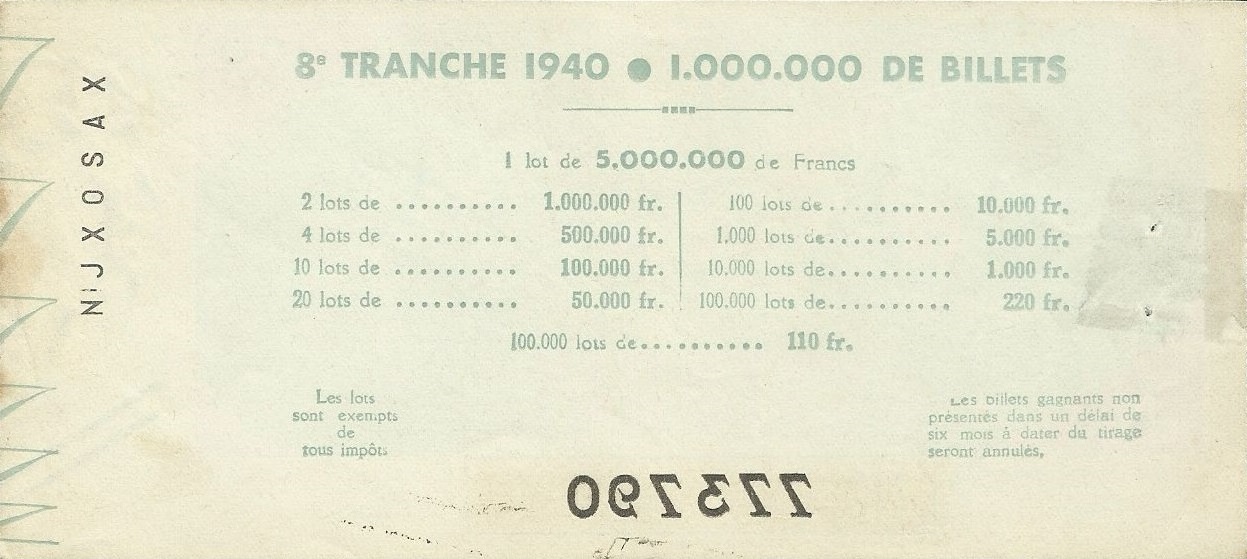 8e TRANCHE 1940 ● 1.000.000 DE BILLETS
1 lot de 5.000.000 de Francs
2 lots de .......... 1.000.000 fr.
4 lots de .......... 500.000 fr.
10 lots de .......... 100.000 fr.
20 lots de .......... 50.000 fr.
100 lots de .......... 10.000 fr.
1.000 lots de .......... 5.000 fr.
10.000 lots de .......... 1.000 fr.
100.000 lots de .......... 220 fr.
100.000 lots de .......... 110 fr.
Les lots
sont exempts
de
tous impôts
Les billets gagnants non
présentés dans un délai de
six mois à dater du tirage
seront annulés.
773790
N J X O S A X